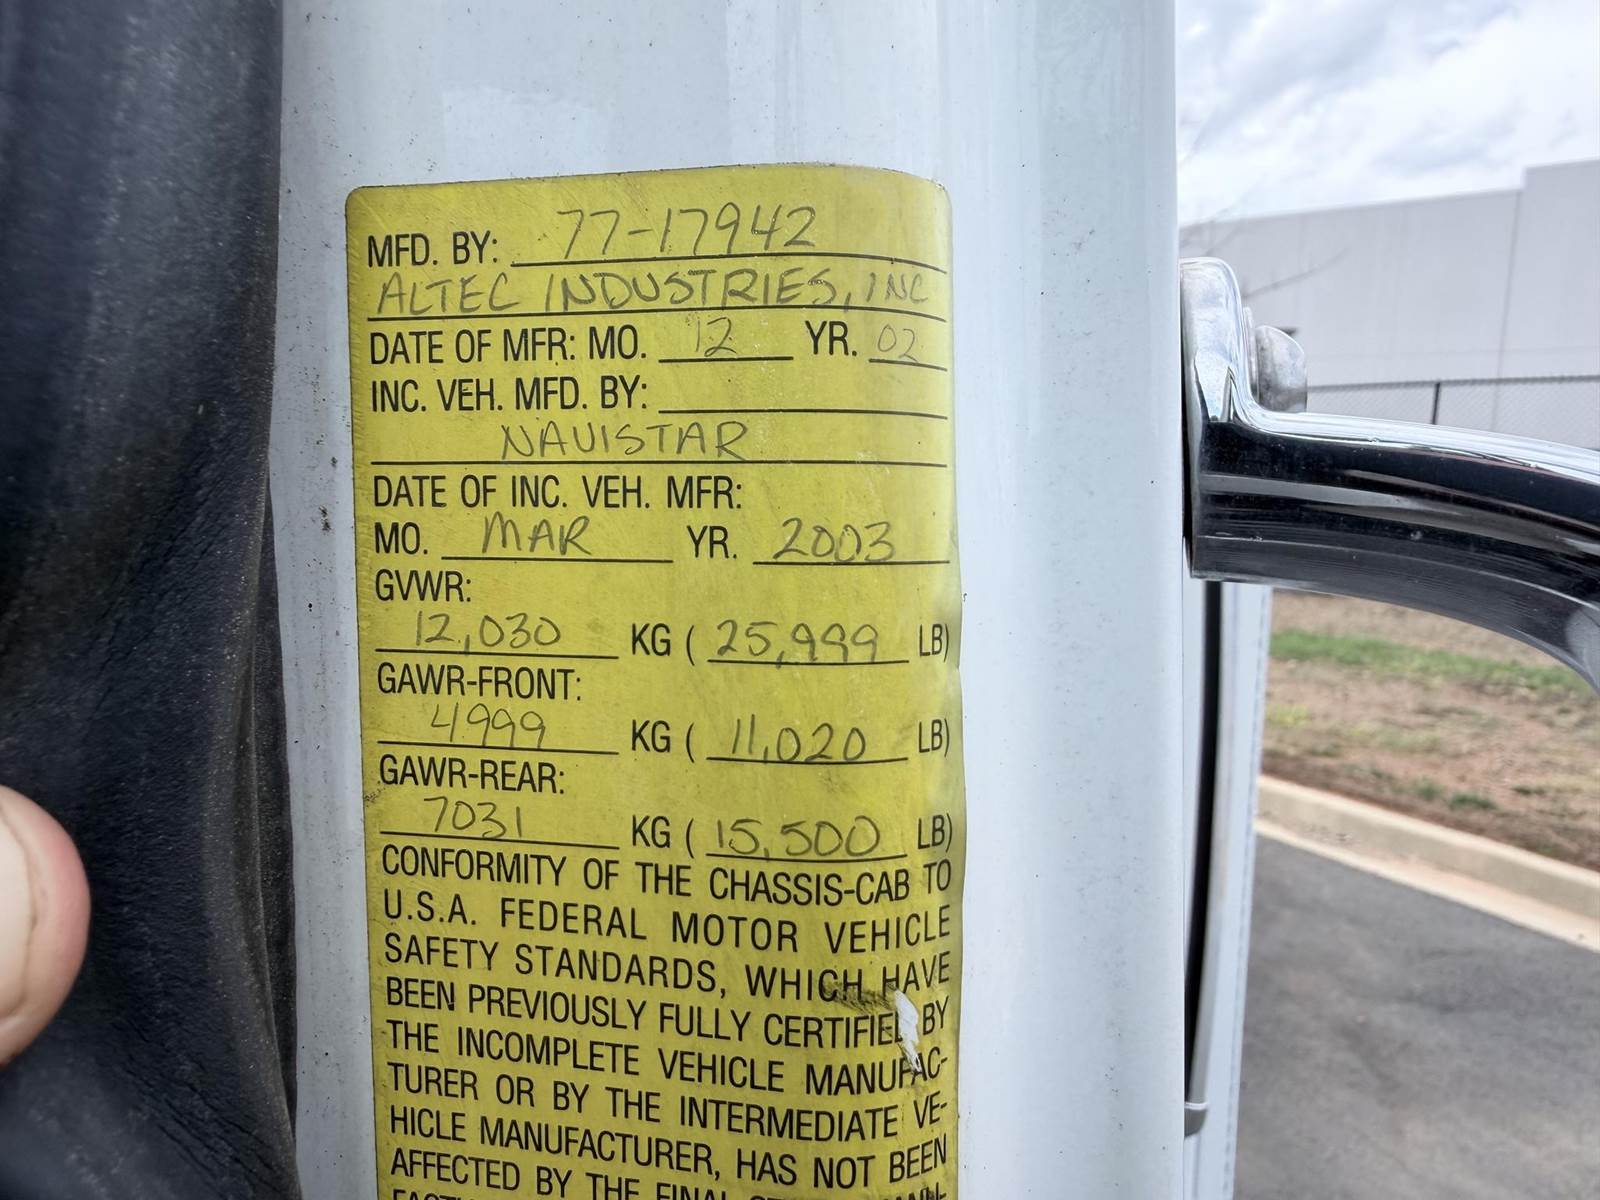 MFD. BY: 77-17942
ALTEC INDUSTRIES, INC
DATE OF MFR: MO. 12 YR. 02
INC. VEH. MFD. BY:
NAVISTAR
DATE OF INC. VEH. MFR:
MO. MAR YR. 2003
GVWR:
12,030 KG ( 25,999 LB)
GAWR-FRONT:
4999 KG ( 11,020 LB)
GAWR-REAR:
7031 KG ( 15,500 LB)
CONFORMITY OF THE CHASSIS-CAB TO
U.S.A. FEDERAL MOTOR VEHICLE
SAFETY STANDARDS, WHICH HAVE
BEEN PREVIOUSLY FULLY CERTIFIED BY
THE INCOMPLETE VEHICLE MANUFAC-
TURER OR BY THE INTERMEDIATE VE-
HICLE MANUFACTURER, HAS NOT BEEN
AFFECTED BY THE FINAL